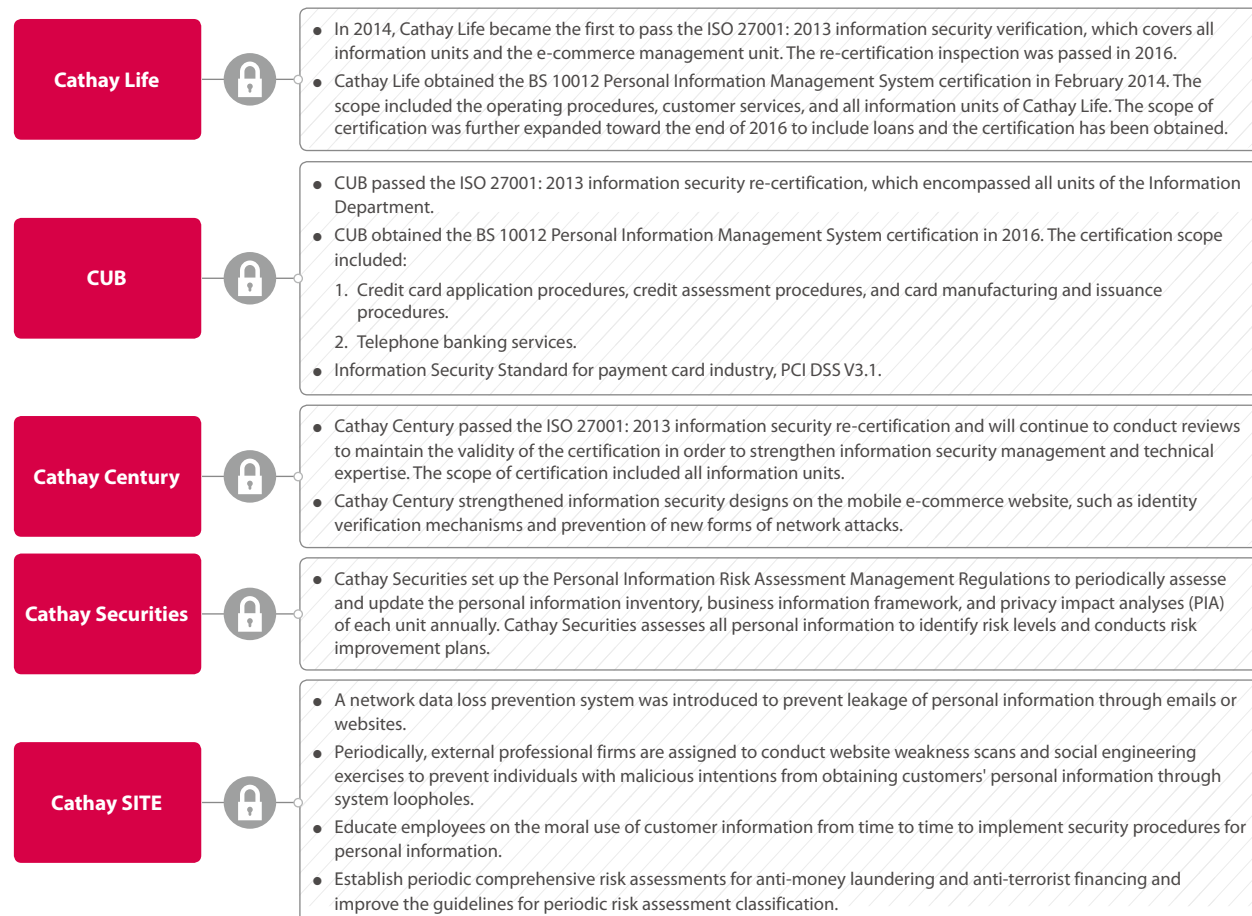 Cathay Life
● In 2014, Cathay Life became the first to pass the ISO 27001: 2013 information security verification, which covers all
information units and the e-commerce management unit. The re-certification inspection was passed in 2016.
● Cathay Life obtained the BS 10012 Personal Information Management System certification in February 2014. The
scope included the operating procedures, customer services, and all information units of Cathay Life. The scope of
certification was further expanded toward the end of 2016 to include loans and the certification has been obtained.
CUB
● CUB passed the ISO 27001: 2013 information security re-certification, which encompassed all units of the Information
Department.
● CUB obtained the BS 10012 Personal Information Management System certification in 2016. The certification scope
included:
1. Credit card application procedures, credit assessment procedures, and card manufacturing and issuance
procedures.
2. Telephone banking services.
● Information Security Standard for payment card industry, PCI DSS V3.1.
Cathay Century
● Cathay Century passed the ISO 27001: 2013 information security re-certification and will continue to conduct reviews
to maintain the validity of the certification in order to strengthen information security management and technical
expertise. The scope of certification included all information units.
● Cathay Century strengthened information security designs on the mobile e-commerce website, such as identity
verification mechanisms and prevention of new forms of network attacks.
Cathay Securities
● Cathay Securities set up the Personal Information Risk Assessment Management Regulations to periodically assesse
and update the personal information inventory, business information framework, and privacy impact analyses (PIA)
of each unit annually. Cathay Securities assesses all personal information to identify risk levels and conducts risk
improvement plans.
Cathay SITE
● A network data loss prevention system was introduced to prevent leakage of personal information through emails or
websites.
● Periodically, external professional firms are assigned to conduct website weakness scans and social engineering
exercises to prevent individuals with malicious intentions from obtaining customers' personal information through
system loopholes.
● Educate employees on the moral use of customer information from time to time to implement security procedures for
personal information.
● Establish periodic comprehensive risk assessments for anti-money laundering and anti-terrorist financing and
improve the guidelines for periodic risk assessment classification.